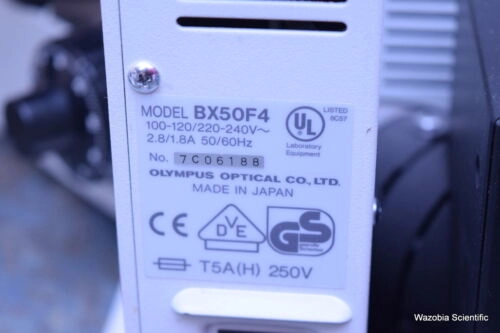 MODEL BX50F4
100-120/220-240V~
2.8/1.8A 50/60Hz
No. 7C06188
OLYMPUS OPTICAL CO., LTD.
MADE IN JAPAN
UL
LISTED
8C57
Laboratory
Equipment
CE
DVE
GS
T5A(H) 250V
Wazobia Scientific